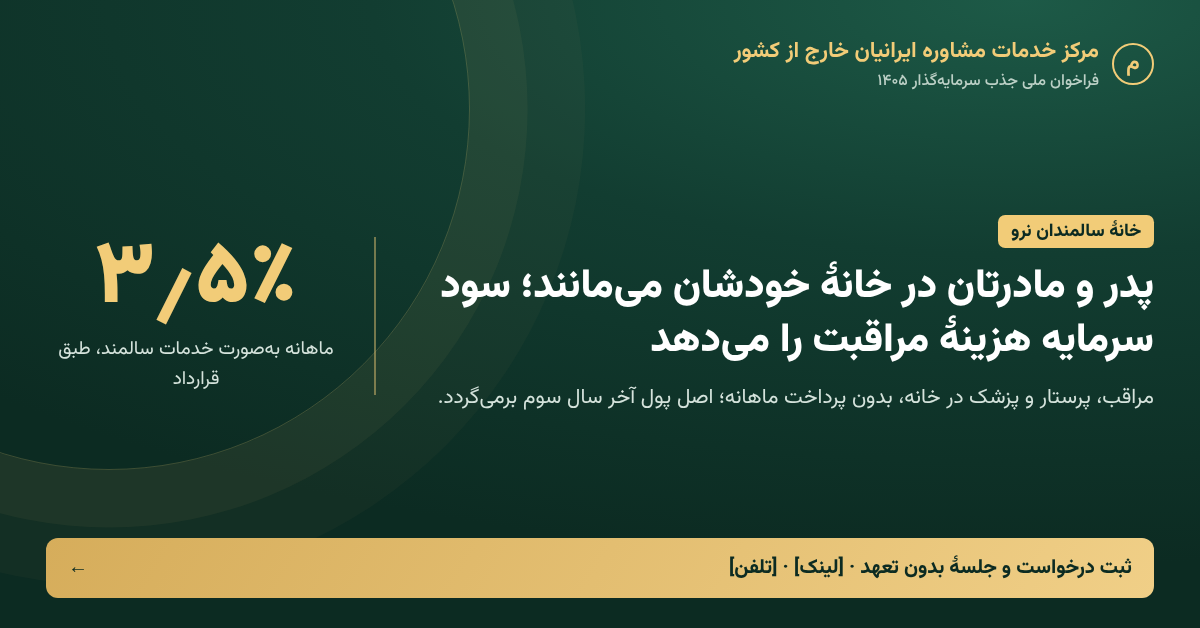 م
مرکز خدمات مشاوره ایرانیان خارج از کشور
فراخوان ملی جذب سرمایه‌گذار ۱۴۰۵
خانهٔ سالمندان نرو
پدر و مادرتان در خانهٔ خودشان می‌مانند؛ سود
سرمایه هزینهٔ مراقبت را می‌دهد
مراقب، پرستار و پزشک در خانه، بدون پرداخت ماهانه؛ اصل پول آخر سال سوم برمی‌گردد.
۳٫۵٪
ماهانه به‌صورت خدمات سالمند، طبق
قرارداد
ثبت درخواست و جلسهٔ بدون تعهد · [لینک] · [تلفن]
←